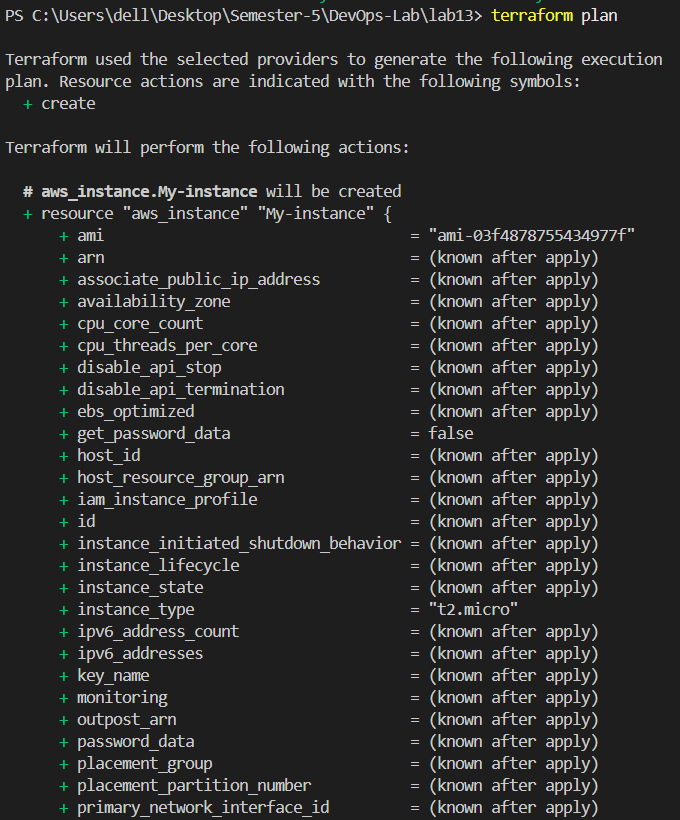 PS C:\Users\dell\Desktop\Semester-5\DevOps-Lab\lab13> terraform plan
Terraform used the selected providers to generate the following execution
plan. Resource actions are indicated with the following symbols:
+ create
Terraform will perform the following actions:
# aws_instance.My-instance will be created
+ resource "aws_instance" "My-instance" {
+ ami = "ami-03f4878755434977f"
+ arn = (known after apply)
+ associate_public_ip_address = (known after apply)
+ availability_zone = (known after apply)
+ cpu_core_count = (known after apply)
+ cpu_threads_per_core = (known after apply)
+ disable_api_stop = (known after apply)
+ disable_api_termination = (known after apply)
+ ebs_optimized = (known after apply)
+ get_password_data = false
+ host_id = (known after apply)
+ host_resource_group_arn = (known after apply)
+ iam_instance_profile = (known after apply)
+ id = (known after apply)
+ instance_initiated_shutdown_behavior = (known after apply)
+ instance_lifecycle = (known after apply)
+ instance_state = (known after apply)
+ instance_type = "t2.micro"
+ ipv6_address_count = (known after apply)
+ ipv6_addresses = (known after apply)
+ key_name = (known after apply)
+ monitoring = (known after apply)
+ outpost_arn = (known after apply)
+ password_data = (known after apply)
+ placement_group = (known after apply)
+ placement_partition_number = (known after apply)
+ primary_network_interface_id = (known after apply)